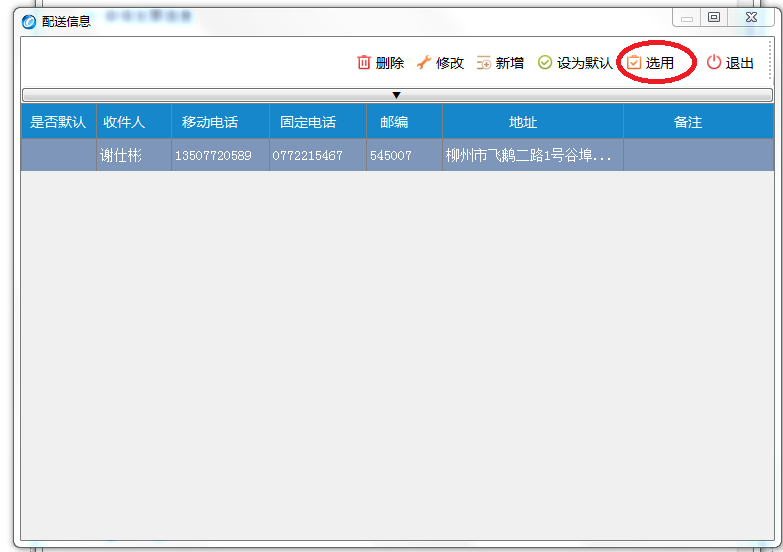 配送信息
删除 修改 新增 设为默认 选用 退出
是否默认 收件人 移动电话 固定电话 邮编 地址 备注
谢仕彬 13507720589 0772215467 545007 柳州市飞鹅二路1号谷埠...